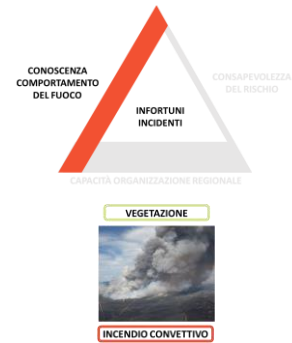 CONOSCENZA
COMPORTAMENTO
DEL FUOCO
CONSAPEVOLEZZA
DEL RISCHIO
INFORTUNI
INCIDENTI
CAPACITÀ ORGANIZZAZIONE REGIONALE
VEGETAZIONE
INCENDIO CONVETTIVO